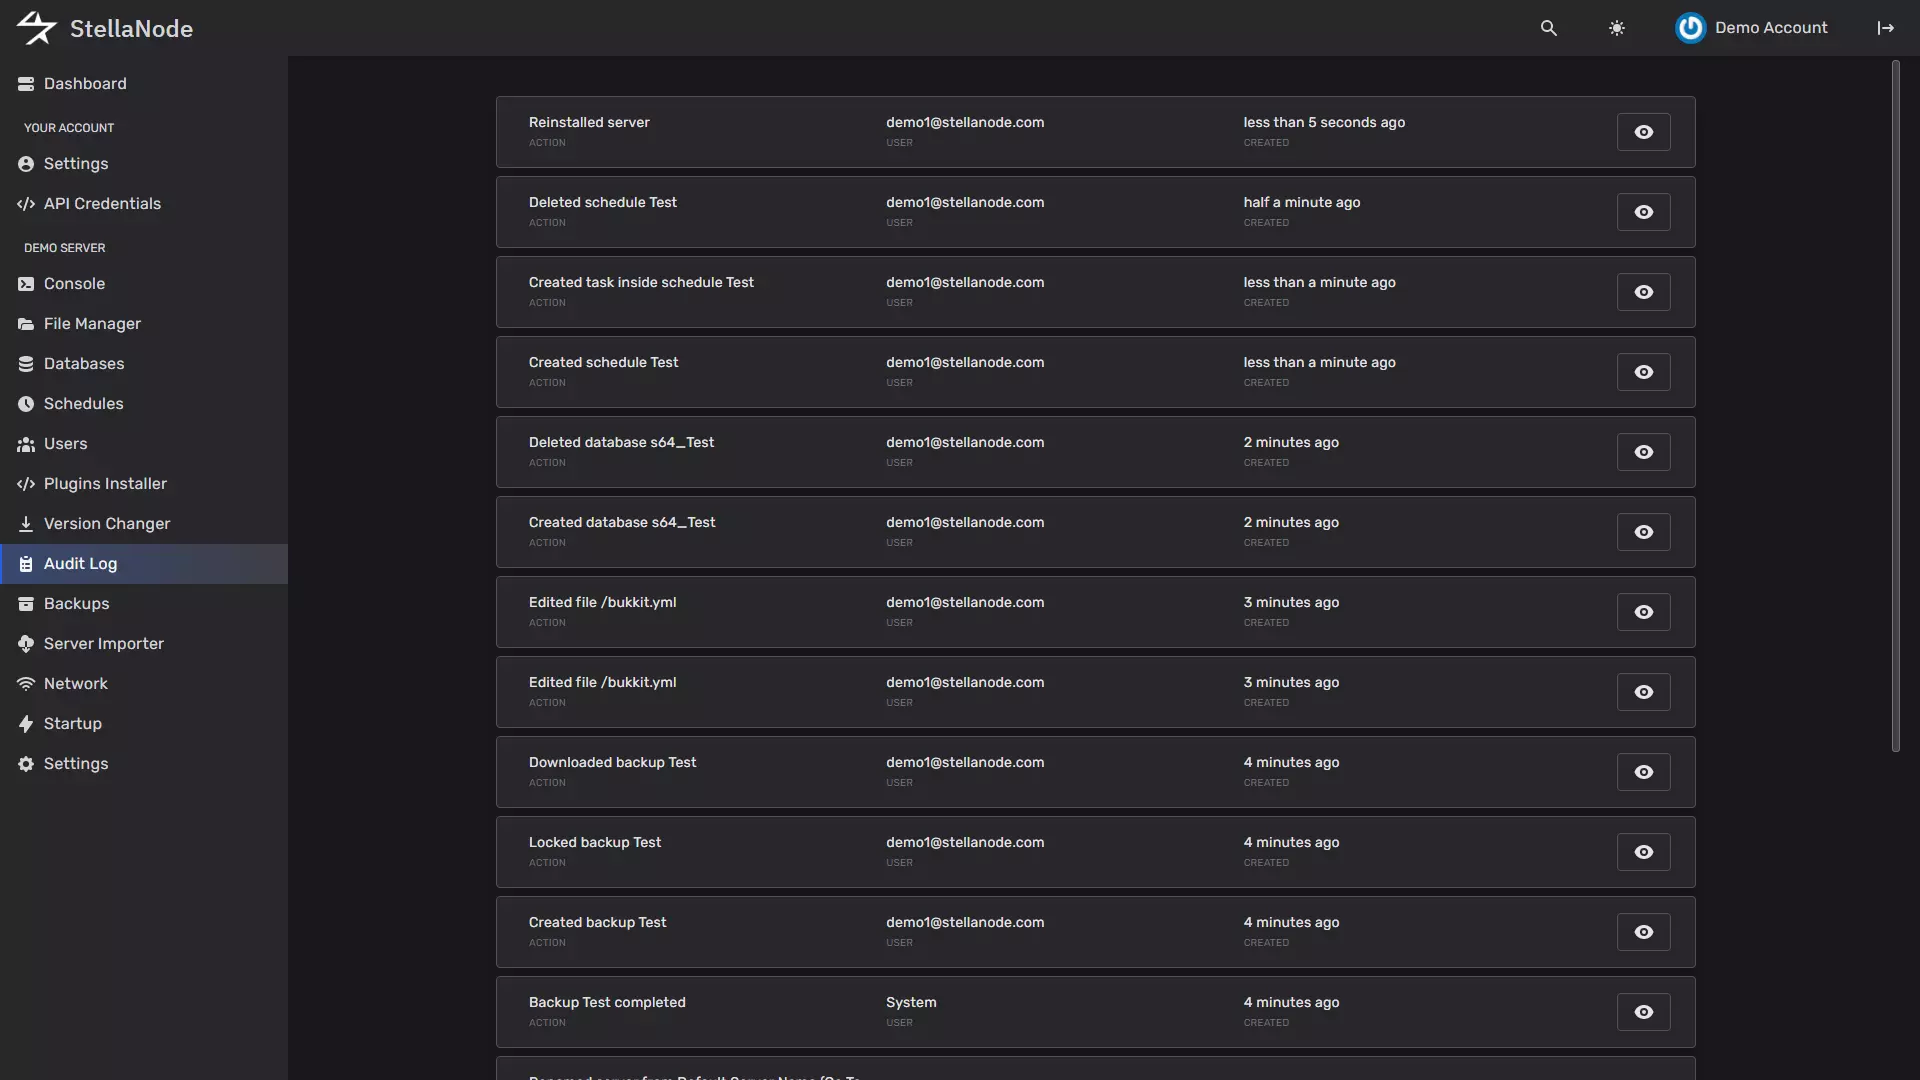 StellaNode
Demo Account
Dashboard
YOUR ACCOUNT
Settings
API Credentials
DEMO SERVER
Console
File Manager
Databases
Schedules
Users
Plugins Installer
Version Changer
Audit Log
Backups
Server Importer
Network
Startup
Settings
Reinstalled server demo1@stellanode.com less than 5 seconds ago
ACTION USER CREATED
Deleted schedule Test demo1@stellanode.com half a minute ago
ACTION USER CREATED
Created task inside schedule Test demo1@stellanode.com less than a minute ago
ACTION USER CREATED
Created schedule Test demo1@stellanode.com less than a minute ago
ACTION USER CREATED
Deleted database s64_Test demo1@stellanode.com 2 minutes ago
ACTION USER CREATED
Created database s64_Test demo1@stellanode.com 2 minutes ago
ACTION USER CREATED
Edited file /bukkit.yml demo1@stellanode.com 3 minutes ago
ACTION USER CREATED
Edited file /bukkit.yml demo1@stellanode.com 3 minutes ago
ACTION USER CREATED
Downloaded backup Test demo1@stellanode.com 4 minutes ago
ACTION USER CREATED
Locked backup Test demo1@stellanode.com 4 minutes ago
ACTION USER CREATED
Created backup Test demo1@stellanode.com 4 minutes ago
ACTION USER CREATED
Backup Test completed System 4 minutes ago
ACTION USER CREATED
Renamed server from Default Server Name (Go To